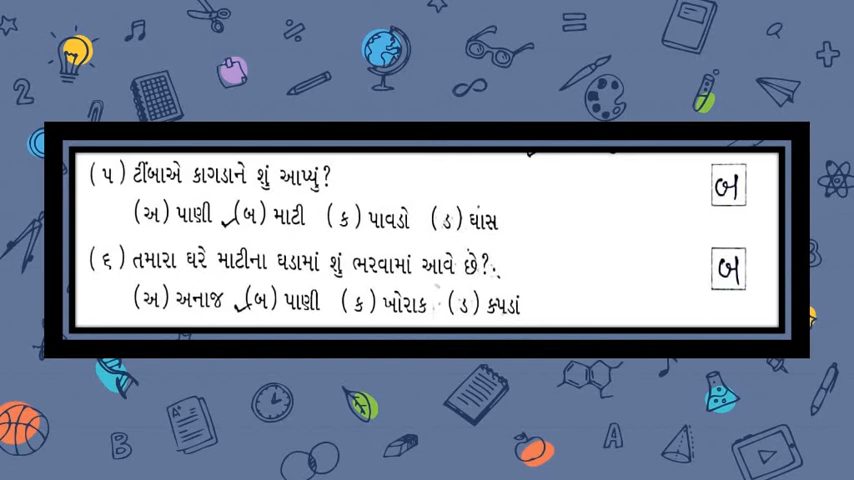 (૫) ટીંબાએ કાગડાને શું આપ્યું? બ
(અ) પાણી (બ) માટી (ક) પાવડો (ડ) ઘાસ
(૬) તમારા ઘરે માટીના ઘડામાં શું ભરવામાં આવે છે? બ
(અ) અનાજ (બ) પાણી (ક) ખોરાક (ડ) કપડાં